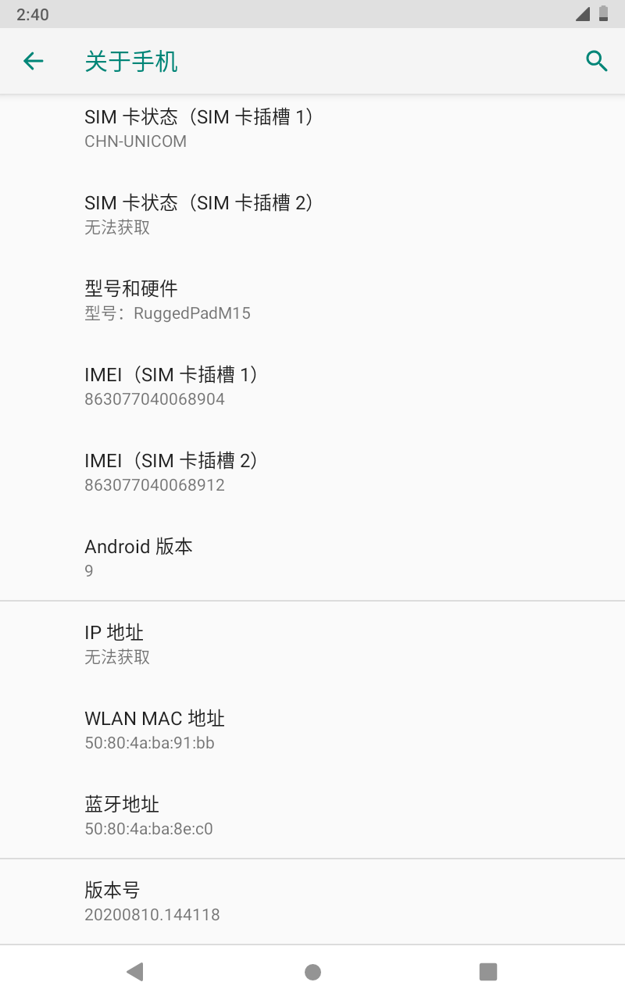 2:40
关于手机
SIM 卡状态（SIM 卡插槽 1）
CHN-UNICOM
SIM 卡状态（SIM 卡插槽 2）
无法获取
型号和硬件
型号：RuggedPadM15
IMEI（SIM 卡插槽 1）
863077040068904
IMEI（SIM 卡插槽 2）
863077040068912
Android 版本
9
IP 地址
无法获取
WLAN MAC 地址
50:80:4a:ba:91:bb
蓝牙地址
50:80:4a:ba:8e:c0
版本号
20200810.144118